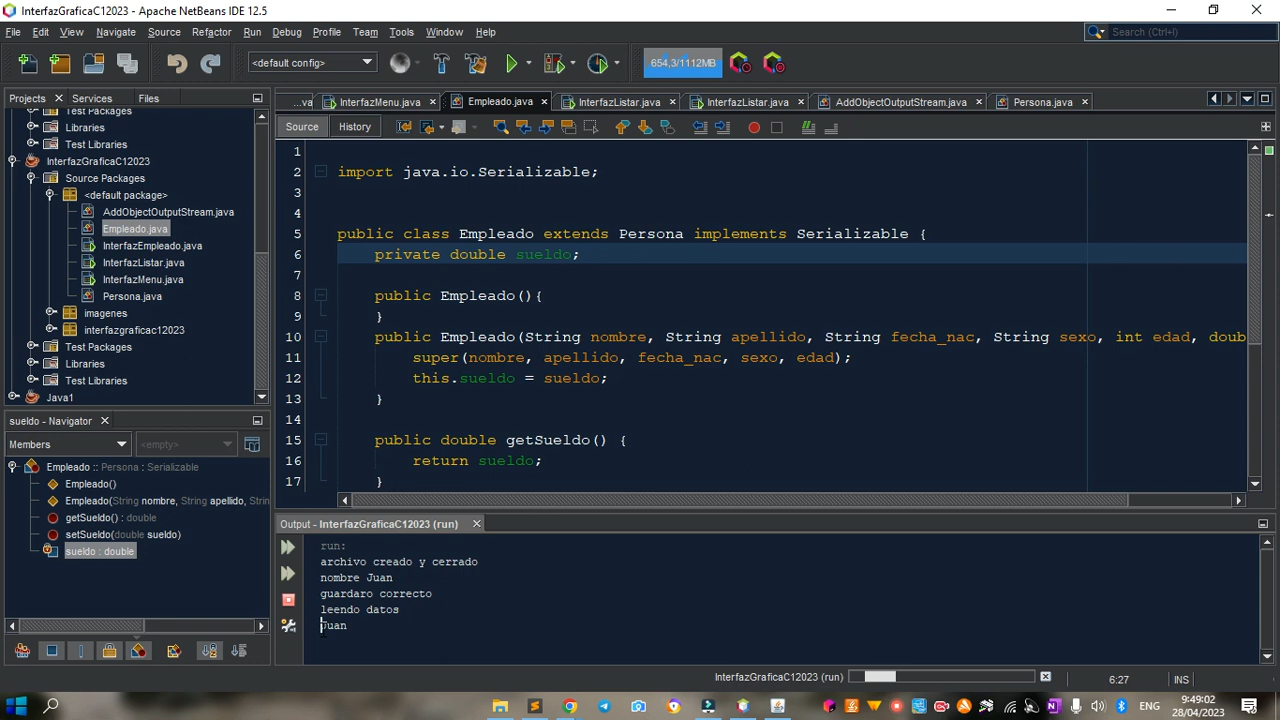 InterfazGraficaC12023 - Apache NetBeans IDE 12.5
File Edit View Navigate Source Refactor Run Debug Profile Team Tools Window Help
Search (Ctrl+I)
<default config>
654,3/1112MB
Projects Services Files
...va InterfazMenu.java Empleado.java InterfazListar.java InterfazListar.java AddObjectOutputStream.java Persona.java
Source History
Test Packages
Libraries
Test Libraries
InterfazGraficaC12023
Source Packages
<default package>
AddObjectOutputStream.java
Empleado.java
InterfazEmpleado.java
InterfazListar.java
InterfazMenu.java
Persona.java
imagenes
interfazgraficac12023
Test Packages
Libraries
Test Libraries
Java1
1
2 import java.io.Serializable;
3
4
5 public class Empleado extends Persona implements Serializable {
6 private double sueldo;
7
8 public Empleado(){
9 }
10 public Empleado(String nombre, String apellido, String fecha_nac, String sexo, int edad, doub
11 super(nombre, apellido, fecha_nac, sexo, edad);
12 this.sueldo = sueldo;
13 }
14
15 public double getSueldo() {
16 return sueldo;
17 }
sueldo - Navigator
Members <empty>
Empleado :: Persona : Serializable
Empleado()
Empleado(String nombre, String apellido, Strin
getSueldo() : double
setSueldo(double sueldo)
sueldo : double
Output - InterfazGraficaC12023 (run)
run:
archivo creado y cerrado
nombre Juan
guardaro correcto
leendo datos
Juan
InterfazGraficaC12023 (run) 6:27 INS
ENG 9:49:02
28/04/2023